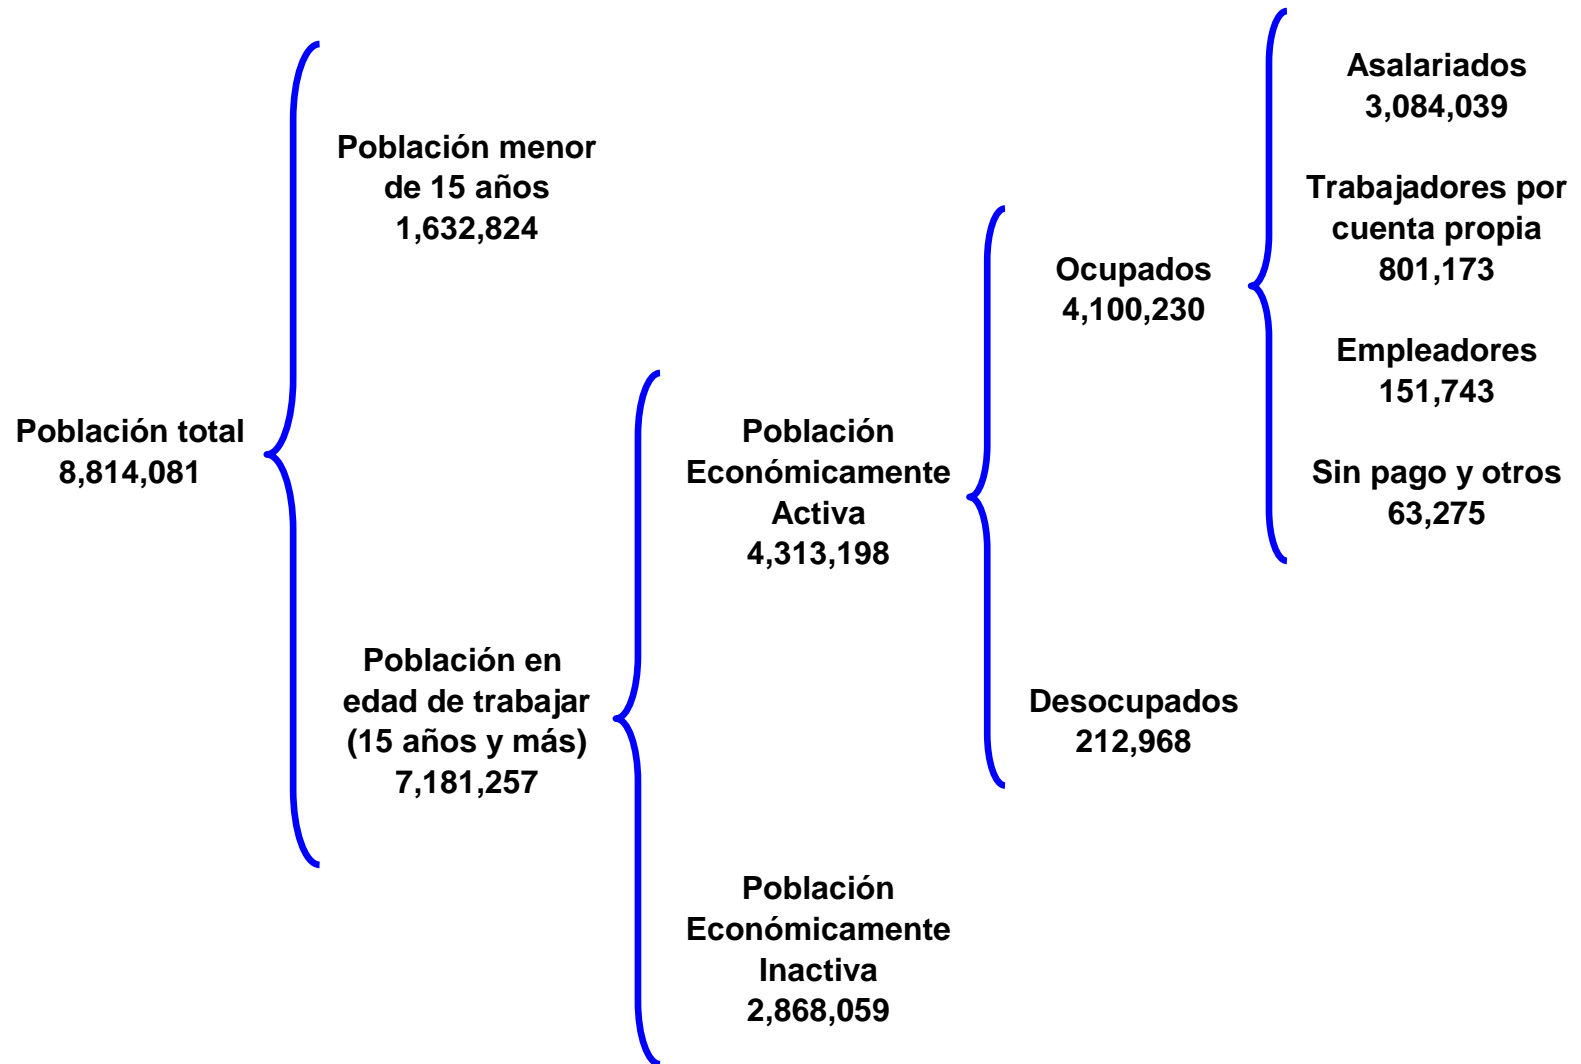 Población total
8,814,081
Población menor
de 15 años
1,632,824
Población en
edad de trabajar
(15 años y más)
7,181,257
Población
Económicamente
Activa
4,313,198
Población
Económicamente
Inactiva
2,868,059
Ocupados
4,100,230
Desocupados
212,968
Asalariados
3,084,039
Trabajadores por
cuenta propia
801,173
Empleadores
151,743
Sin pago y otros
63,275